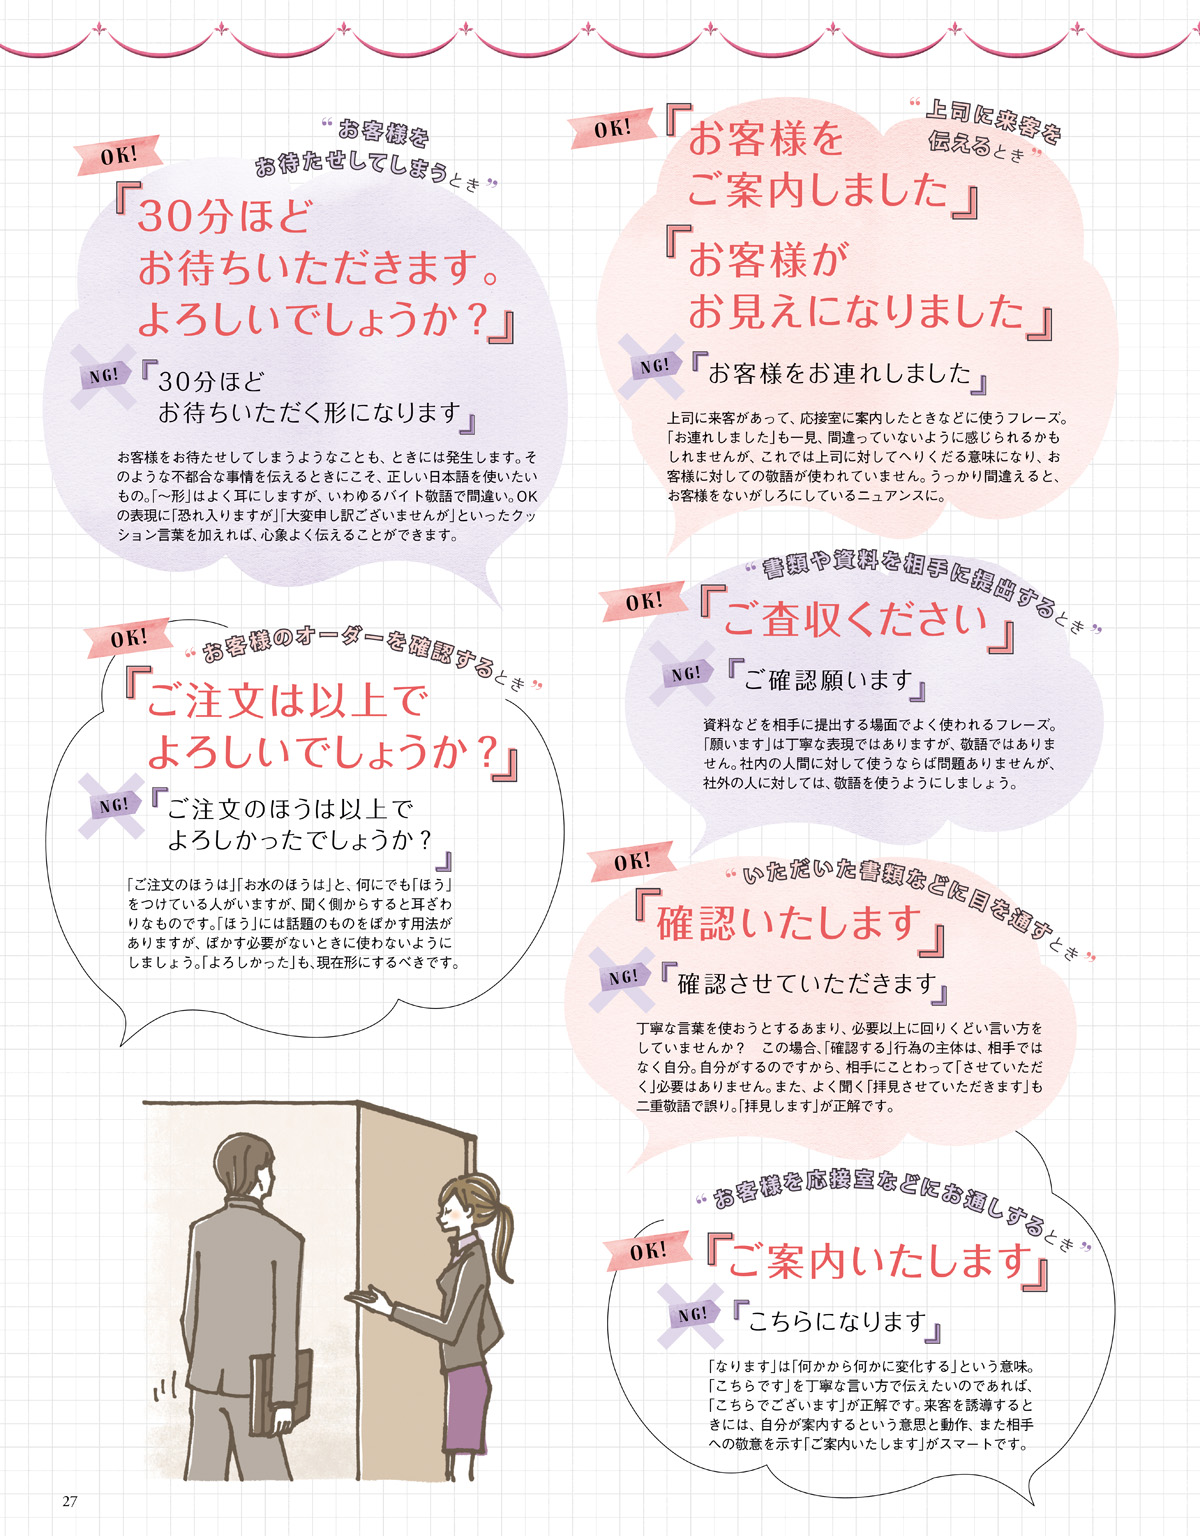 “お客様を
お待たせしてしまうとき”
OK!
『30分ほど
お待ちいただきます。
よろしいでしょうか？』
NG!
『30分ほど
お待ちいただく形になります』
お客様をお待たせしてしまうようなことも、ときには発生します。そ
のような不都合な事情を伝えるときにこそ、正しい日本語を使いたい
もの。「〜形」はよく耳にしますが、いわゆるバイト敬語で間違い。OK
の表現に「恐れ入りますが」「大変申し訳ございませんが」といったクッ
ション言葉を加えれば、心象よく伝えることができます。
OK!
“お客様のオーダーを確認するとき”
『ご注文は以上で
よろしいでしょうか？』
NG!
『ご注文のほうは以上で
よろしかったでしょうか？』
「ご注文のほうは」「お水のほうは」と、何にでも「ほう」
をつけている人がいますが、聞く側からすると耳ざわ
りなものです。「ほう」には話題のものをぼかす用法が
ありますが、ぼかす必要がないときに使わないように
しましょう。「よろしかった」も、現在形にするべきです。
“上司に来客を
伝えるとき”
OK!
『お客様を
ご案内しました』
『お客様が
お見えになりました』
NG!
『お客様をお連れしました』
上司に来客があって、応接室に案内したときなどに使うフレーズ。
「お連れしました」も一見、間違っていないように感じられるかも
しれませんが、これでは上司に対してへりくだる意味になり、お
客様に対しての敬語が使われていません。うっかり間違えると、
お客様をないがしろにしているニュアンスに。
“書類や資料を相手に提出するとき”
OK!
『ご査収ください』
NG!
『ご確認願います』
資料などを相手に提出する場面でよく使われるフレーズ。
「願います」は丁寧な表現ではありますが、敬語ではありま
せん。社内の人間に対して使うならば問題ありませんが、
社外の人に対しては、敬語を使うようにしましょう。
OK!
“いただいた書類などに目を通すとき”
『確認いたします』
NG!
『確認させていただきます』
丁寧な言葉を使おうとするあまり、必要以上に回りくどい言い方を
していませんか？　この場合、「確認する」行為の主体は、相手では
なく自分。自分がするのですから、相手にことわって「させていただ
く」必要はありません。また、よく聞く「拝見させていただきます」も
二重敬語で誤り。「拝見します」が正解です。
“お客様を応接室などにお通しするとき”
OK!
『ご案内いたします』
NG!
『こちらになります』
「なります」は「何かから何かに変化する」という意味。
「こちらです」を丁寧な言い方で伝えたいのであれば、
「こちらでございます」が正解です。来客を誘導すると
きには、自分が案内するという意思と動作、また相手
への敬意を示す「ご案内いたします」がスマートです。
27